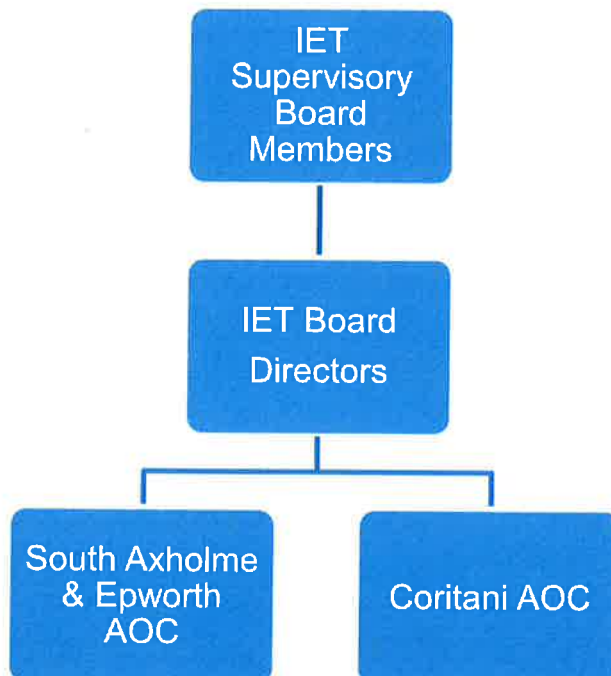 IET
Supervisory
Board
Members
IET Board
Directors
South Axholme
& Epworth
AOC
Coritani AOC